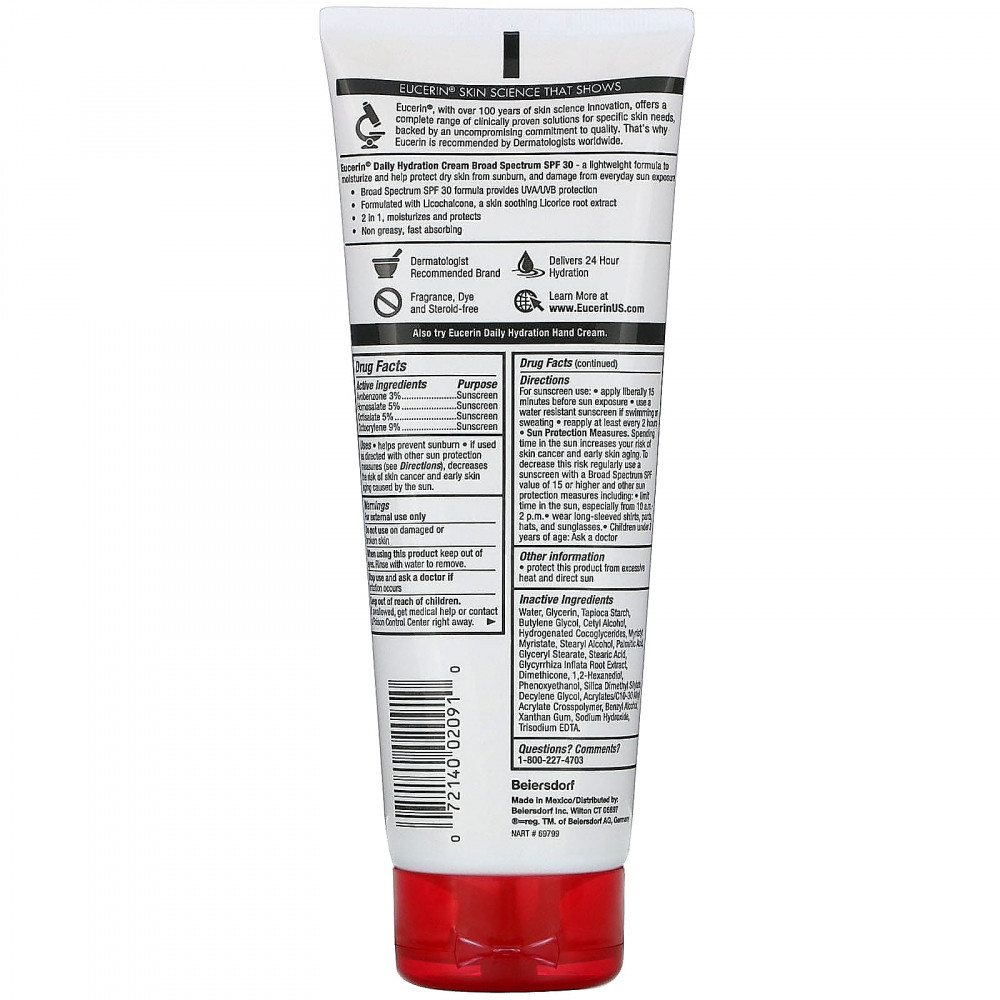 EUCERIN® SKIN SCIENCE THAT SHOWS
Eucerin®, with over 100 years of skin science Innovation, offers a
complete range of clinically proven solutions for specific skin needs,
backed by an uncompromising commitment to quality. That's why
Eucerin is recommended by Dermatologists worldwide.
Eucerin® Daily Hydration Cream Broad Spectrum SPF 30 - a lightweight formula to
moisturize and help protect dry skin from sunburn, and damage from everyday sun exposure
• Broad Spectrum SPF 30 formula provides UVA/UVB protection
• Formulated with Licochalcone, a skin soothing Licorice root extract
• 2 in 1, moisturizes and protects
• Non greasy, fast absorbing
Dermatologist
Recommended Brand
Delivers 24 Hour
Hydration
Fragrance, Dye
and Steroid-free
Learn More at
www.EucerinUS.com
Also try Eucerin Daily Hydration Hand Cream.
Drug Facts
Active ingredients Purpose
Avobenzone 3%......................Sunscreen
Homosalate 5%......................Sunscreen
Octisalate 5%......................Sunscreen
Octocrylene 9%......................Sunscreen
Uses • helps prevent sunburn • if used
as directed with other sun protection
measures (see Directions), decreases
the risk of skin cancer and early skin
aging caused by the sun.
Warnings
For external use only
Do not use on damaged or
broken skin
When using this product keep out of
eyes. Rinse with water to remove.
Stop use and ask a doctor if
irritation occurs
Keep out of reach of children.
If swallowed, get medical help or contact
a Poison Control Center right away. ►
0 72140 02091 0
Drug Facts (continued)
Directions
For sunscreen use: • apply liberally 15
minutes before sun exposure • use a
water resistant sunscreen if swimming or
sweating • reapply at least every 2 hours
• Sun Protection Measures. Spending
time in the sun increases your risk of
skin cancer and early skin aging. To
decrease this risk regularly use a
sunscreen with a Broad Spectrum SPF
value of 15 or higher and other sun
protection measures including: • limit
time in the sun, especially from 10 a.m.-
2 p.m. • wear long-sleeved shirts, pants,
hats, and sunglasses. • Children under
years of age: Ask a doctor
Other information
• protect this product from excessive
heat and direct sun
Inactive Ingredients
Water, Glycerin, Tapioca Starch,
Butylene Glycol, Cetyl Alcohol,
Hydrogenated Cocoglycerides, Myristyl
Myristate, Stearyl Alcohol, Palmitic Acid,
Glyceryl Stearate, Stearic Acid,
Glycyrrhiza Inflata Root Extract,
Dimethicone, 1,2-Hexanediol,
Phenoxyethanol, Silica Dimethyl Silylate,
Decylene Glycol, Acrylates/C10-30 Alkyl
Acrylate Crosspolymer, Benzyl Alcohol,
Xanthan Gum, Sodium Hydroxide,
Trisodium EDTA.
Questions? Comments?
1-800-227-4703
Beiersdorf
Made in Mexico/Distributed by:
Beiersdorf Inc. Wilton CT 06897
®=reg. TM. of Beiersdorf AG, Germany
NART # 69799